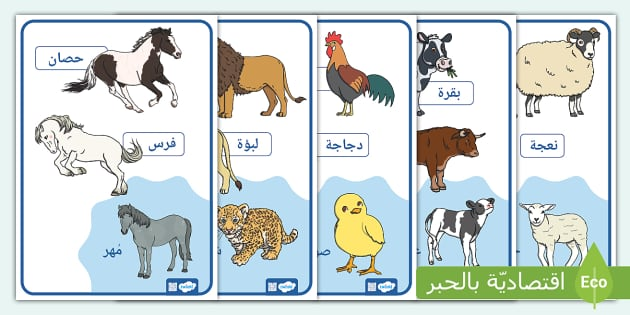 حصان
فرس
مُهر
لبؤة
دجاجة
بقرة
نعجة
اقتصاديّة بالحبر
Eco